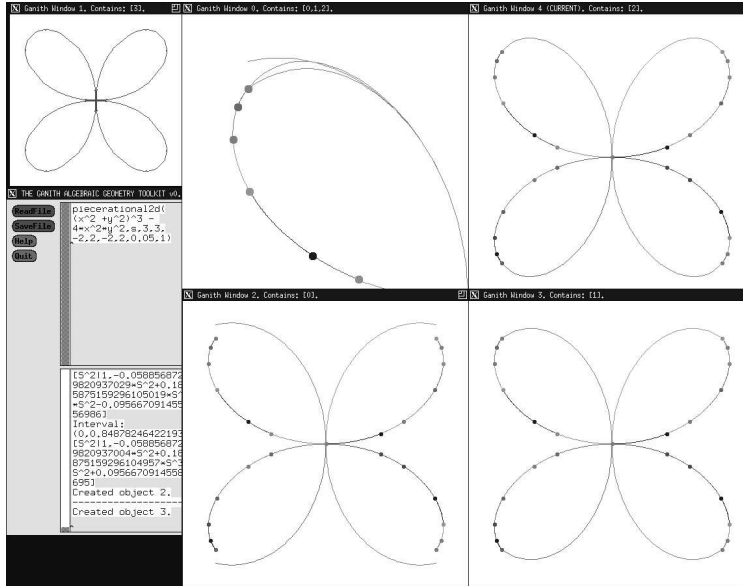 X Ganith Window 1. Contains: [3].
X Ganith Window 0. Contains: [0,1,2].
X Ganith Window 4 (CURRENT). Contains: [2].
X THE GANITH ALGEBRAIC GEOMETRY TOOLKIT v0.
ReadFile
SaveFile
Help
Quit
piecerational2d(
(x^2 +y^2)^3 -
4*x^2*y^2,s,3,3,
-2,2,-2,2,0.05,1)
X Ganith Window 2. Contains: [0].
X Ganith Window 3. Contains: [1].
[S^2|1,-0.058856872
9820937029*S^2+0.18
5875159296105019*S^
*S^2-0.095667091455
56986]
Interval:
(0,0.84878246422193
[S^2|1,-0.058856872
9820937004*S^2+0.18
875159296104957*S^3
S^2+0.0956670914558
695]
Created object 2.
Created object 3.